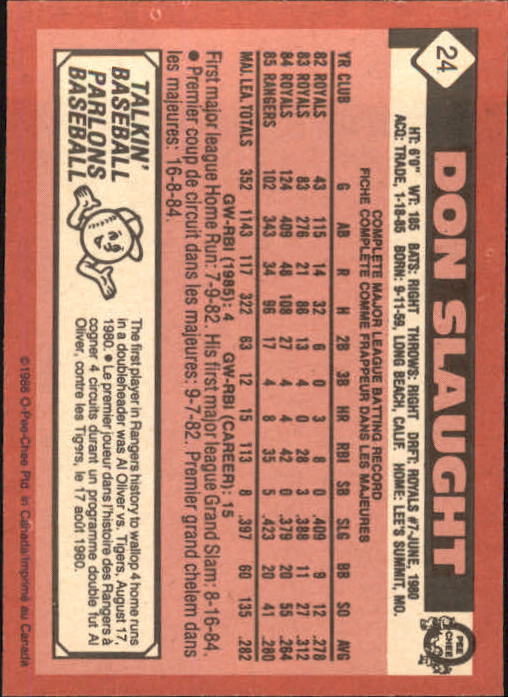 24
DON SLAUGHT
O PEE CHEE
HT: 6'0" WT: 185 BATS: RIGHT THROWS: RIGHT DRFT: ROYALS #7-JUNE, 1980
ACQ: TRADE, 1-18-85 BORN: 9-11-59, LONG BEACH, CALIF. HOME: LEE'S SUMMIT, MO.
COMPLETE MAJOR LEAGUE BATTING RECORD
FICHE COMPLÈTE COMME FRAPPEUR DANS LES MAJEURES
YR CLUB G AB R H 2B 3B HR RBI SB SLG BB SO AVG
82 ROYALS 43 115 14 32 6 0 3 8 0 .409 9 12 .278
83 ROYALS 83 276 21 86 13 4 0 28 3 .388 11 27 .312
84 ROYALS 124 409 48 108 27 4 4 42 0 .379 20 55 .264
85 RANGERS 102 343 34 96 17 4 8 35 5 .423 20 41 .280
MAJ. LEA. TOTALS 352 1143 117 322 63 12 15 113 8 .397 60 135 .282
GW-RBI (1985): 4 GW-RBI (CAREER): 15
First major league Home Run: 7-9-82. His first major league Grand Slam: 8-16-84.
● Premier coup de circuit dans les majeures: 9-7-82. Premier grand chelem dans
les majeures: 16-8-84.
TALKIN'
BASEBALL
PARLONS
BASEBALL
The first player in Rangers history to wallop 4 home runs
in a doubleheader was Al Oliver vs. Tigers, August 17,
1980. ● Le premier joueur dans l'histoire des Rangers à
cogner 4 circuits durant un programme double fut Al
Oliver, contre les Tigers, le 17 août 1980.
©1986 O-Pee-Chee Ptd. in Canada/Imprimé au Canada